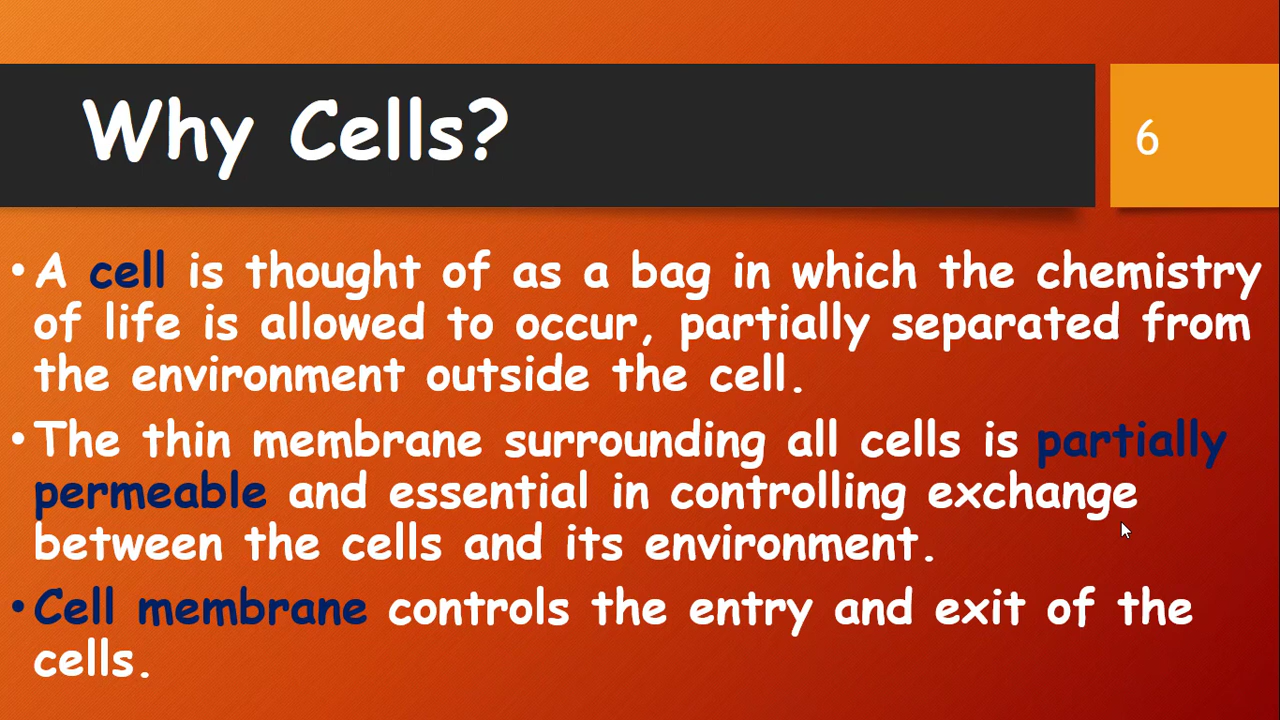 Why Cells?
6
• A cell is thought of as a bag in which the chemistry
of life is allowed to occur, partially separated from
the environment outside the cell.
• The thin membrane surrounding all cells is partially
permeable and essential in controlling exchange
between the cells and its environment.
• Cell membrane controls the entry and exit of the
cells.